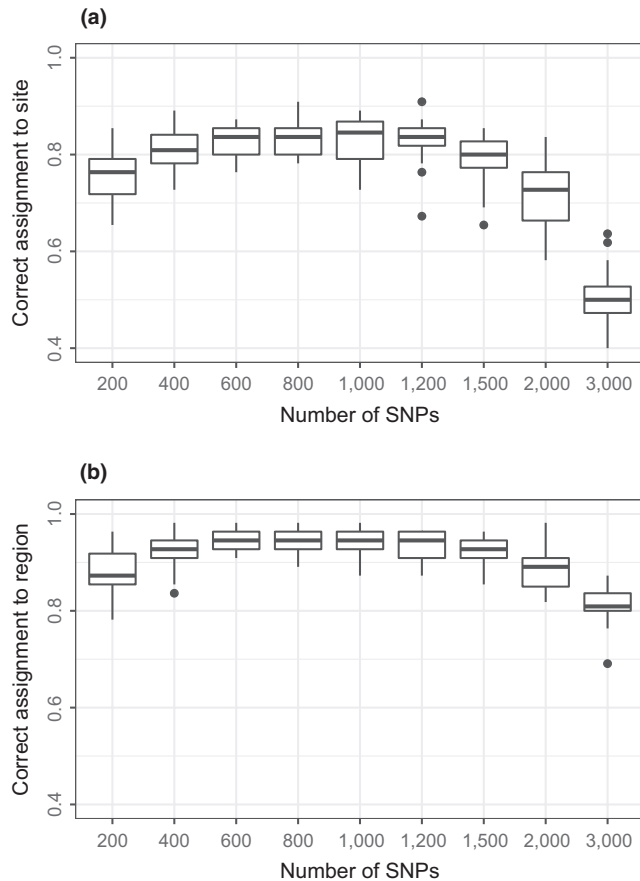 (a)
Correct assignment to site
1.0
0.8
0.6
0.4
200 400 600 800 1,000 1,200 1,500 2,000 3,000
Number of SNPs
(b)
Correct assignment to region
1.0
0.8
0.6
0.4
200 400 600 800 1,000 1,200 1,500 2,000 3,000
Number of SNPs